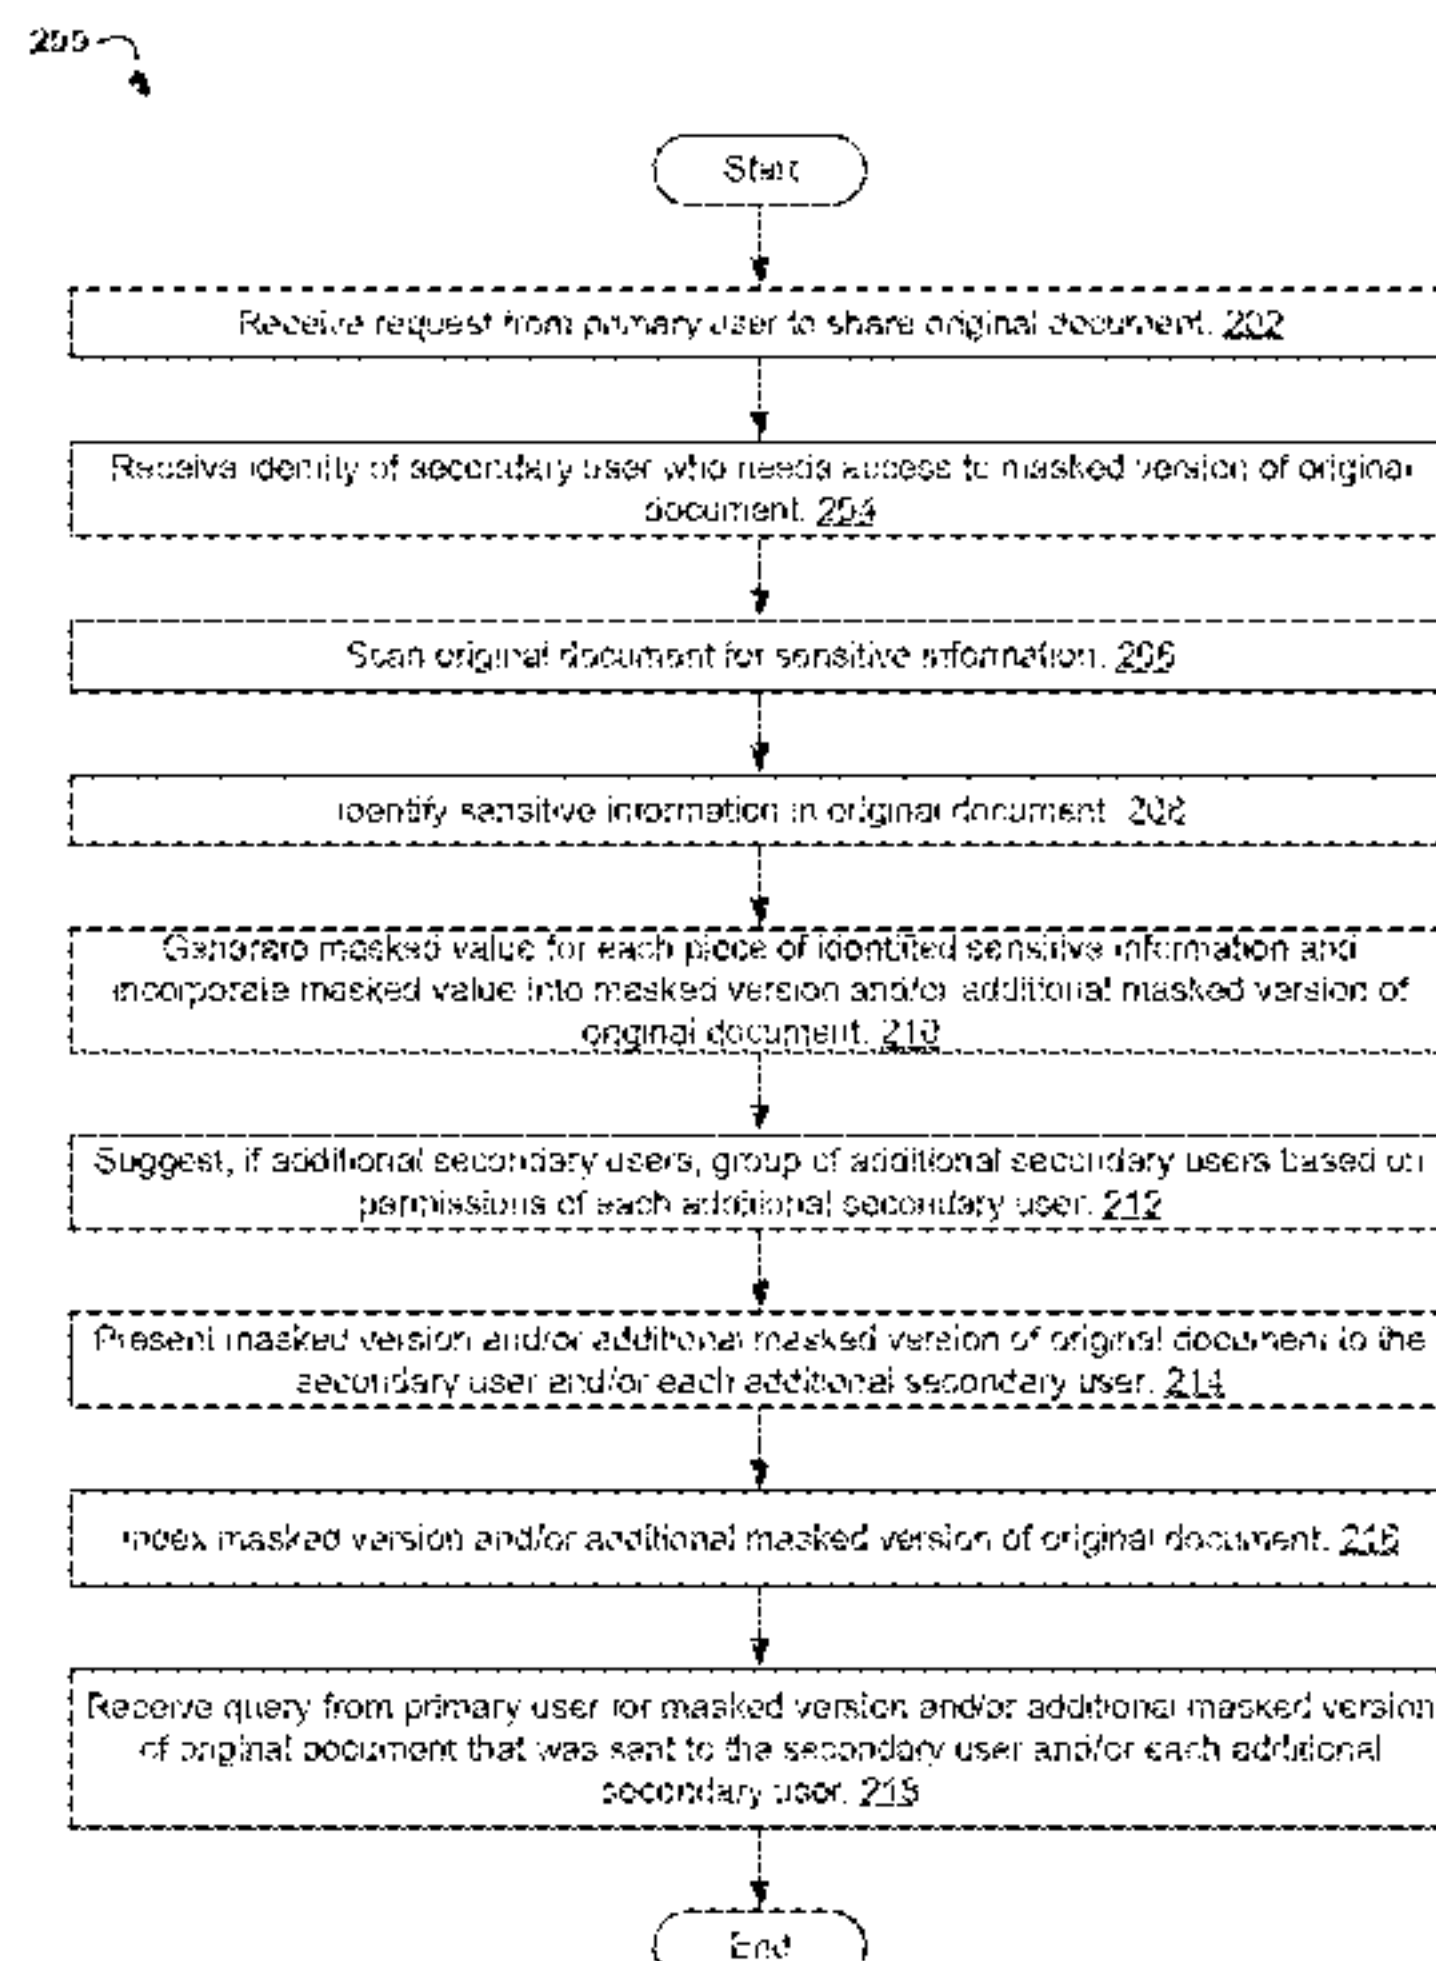 200
Start
Receive request from primary user to share original document. 202
Receive identity of secondary user who needs access to masked version of original
document. 204
Scan original document for sensitive information. 206
Identify sensitive information in original document. 208
Generate masked value for each piece of identified sensitive information and
incorporate masked value into masked version and/or additional masked version of
original document. 210
Suggest, if additional secondary users, group of additional secondary users based on
permissions of each additional secondary user. 212
Present masked version and/or additional masked version of original document to the
secondary user and/or each additional secondary user. 214
Index masked version and/or additional masked version of original document. 216
Receive query from primary user for masked version and/or additional masked version
of original document that was sent to the secondary user and/or each additional
secondary user. 218
End